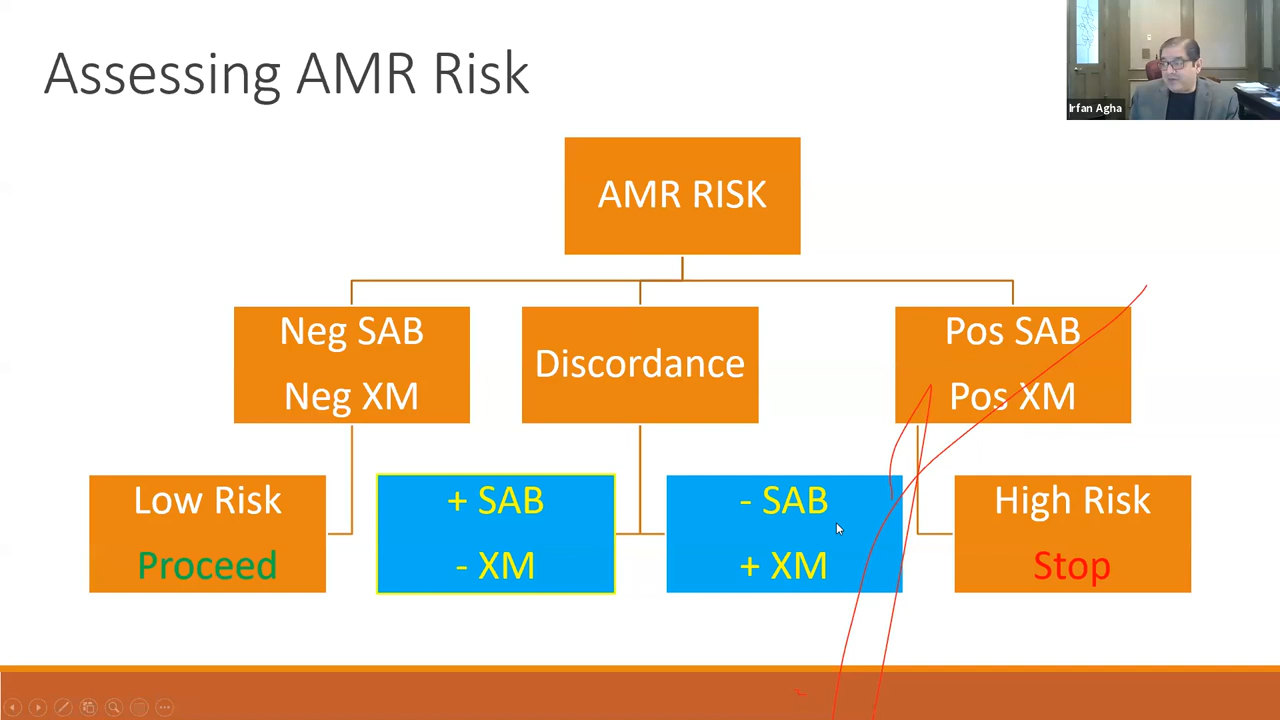 Assessing AMR Risk
Irfan Agha
AMR RISK
Neg SAB
Neg XM
Discordance
Pos SAB
Pos XM
Low Risk
Proceed
+ SAB
- XM
- SAB
+ XM
High Risk
Stop